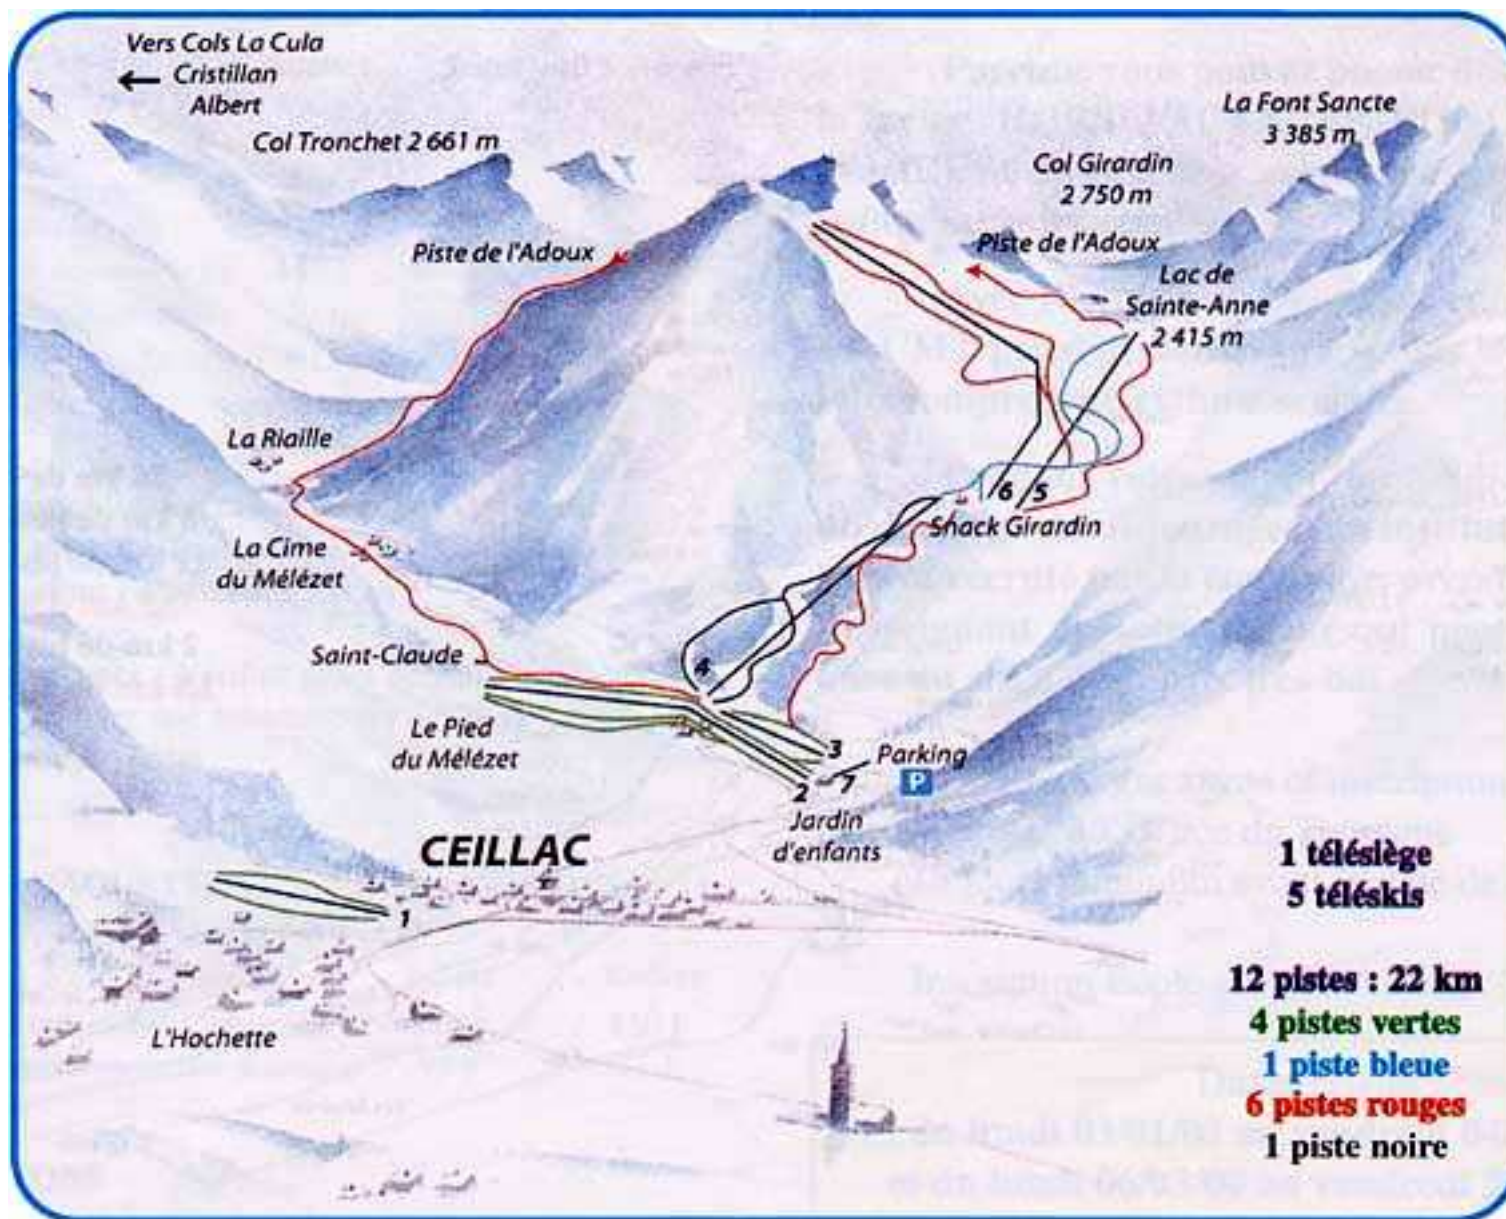 Vers Cols La Cula
Cristillan
Albert
Col Tronchet 2 661 m
La Font Sancte
3 385 m
Col Girardin
2 750 m
Piste de l'Adoux
Piste de l'Adoux
Lac de
Sainte-Anne
2 415 m
La Riaille
6 5
Snack Girardin
La Cime
du Mélézet
Saint-Claude
4
Le Pied
du Mélézet
3
Parking
P
7
2
Jardin
d'enfants
CEILLAC
1
1 télésiège
5 téléskis
12 pistes : 22 km
4 pistes vertes
1 piste bleue
6 pistes rouges
1 piste noire
L'Hochette